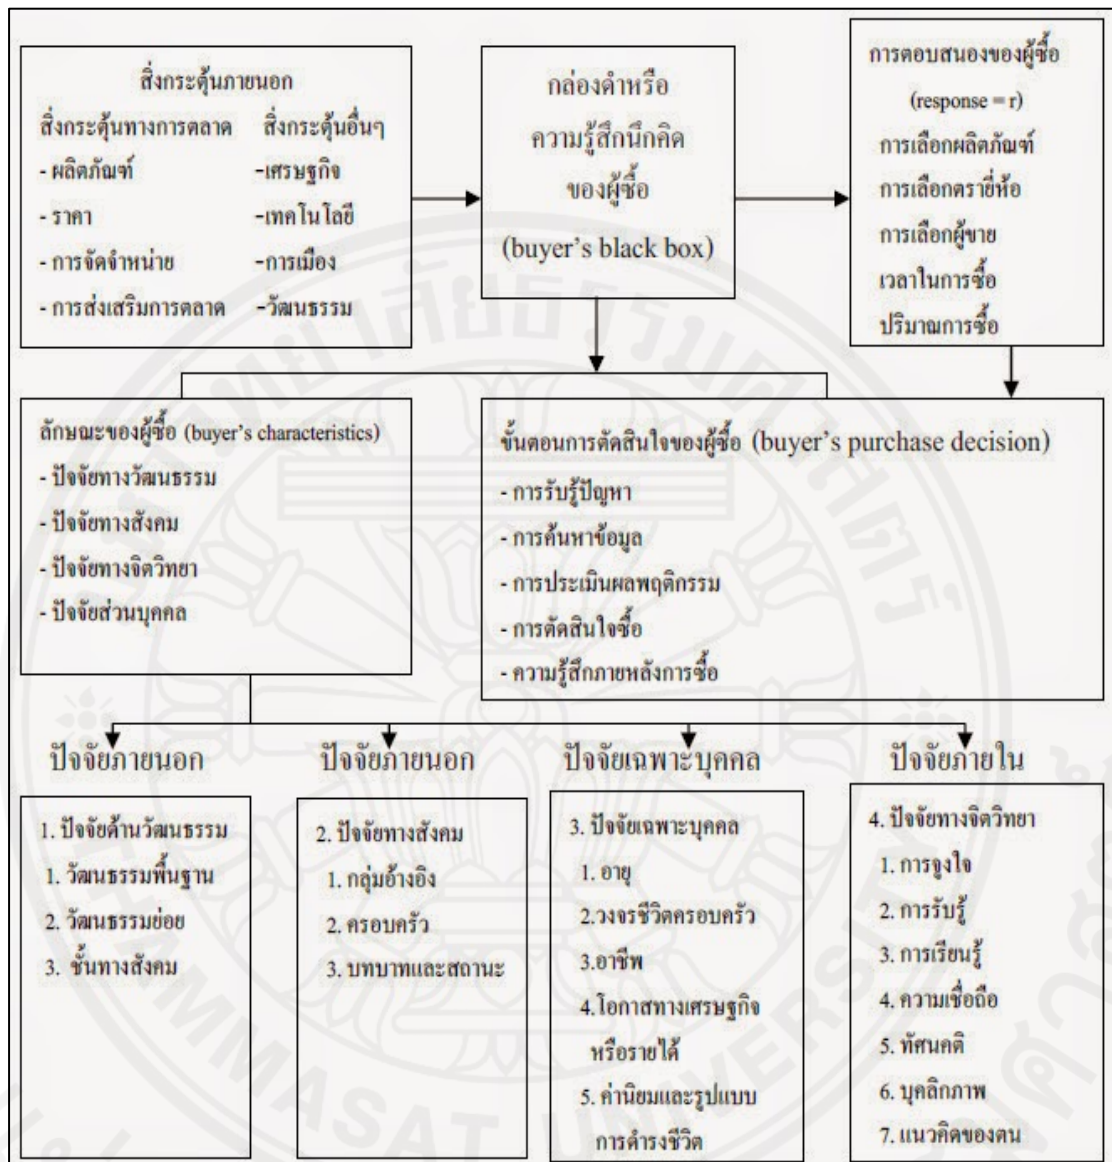 สิ่งกระตุ้นภายนอก
สิ่งกระตุ้นทางการตลาด สิ่งกระตุ้นอื่นๆ
- ผลิตภัณฑ์ -เศรษฐกิจ
- ราคา -เทคโนโลยี
- การจัดจำหน่าย -การเมือง
- การส่งเสริมการตลาด -วัฒนธรรม
กล่องดำหรือ
ความรู้สึกนึกคิด
ของผู้ซื้อ
(buyer's black box)
การตอบสนองของผู้ซื้อ
(response = r)
การเลือกผลิตภัณฑ์
การเลือกตรายี่ห้อ
การเลือกผู้ขาย
เวลาในการซื้อ
ปริมาณการซื้อ
ลักษณะของผู้ซื้อ (buyer's characteristics)
- ปัจจัยทางวัฒนธรรม
- ปัจจัยทางสังคม
- ปัจจัยทางจิตวิทยา
- ปัจจัยส่วนบุคคล
ขั้นตอนการตัดสินใจของผู้ซื้อ (buyer's purchase decision)
- การรับรู้ปัญหา
- การค้นหาข้อมูล
- การประเมินผลพฤติกรรม
- การตัดสินใจซื้อ
- ความรู้สึกภายหลังการซื้อ
ปัจจัยภายนอก
1. ปัจจัยด้านวัฒนธรรม
1. วัฒนธรรมพื้นฐาน
2. วัฒนธรรมย่อย
3. ชั้นทางสังคม
ปัจจัยภายนอก
2. ปัจจัยทางสังคม
1. กลุ่มอ้างอิง
2. ครอบครัว
3. บทบาทและสถานะ
ปัจจัยเฉพาะบุคคล
3. ปัจจัยเฉพาะบุคคล
1. อายุ
2.วงจรชีวิตครอบครัว
3.อาชีพ
4.โอกาสทางเศรษฐกิจ
หรือรายได้
5. ค่านิยมและรูปแบบ
การดำรงชีวิต
ปัจจัยภายใน
4. ปัจจัยทางจิตวิทยา
1. การจูงใจ
2. การรับรู้
3. การเรียนรู้
4. ความเชื่อถือ
5. ทัศนคติ
6. บุคลิกภาพ
7. แนวคิดของตน
มหาวิทยาลัยธรรมศาสตร์
THAMMASAT UNIVERSITY